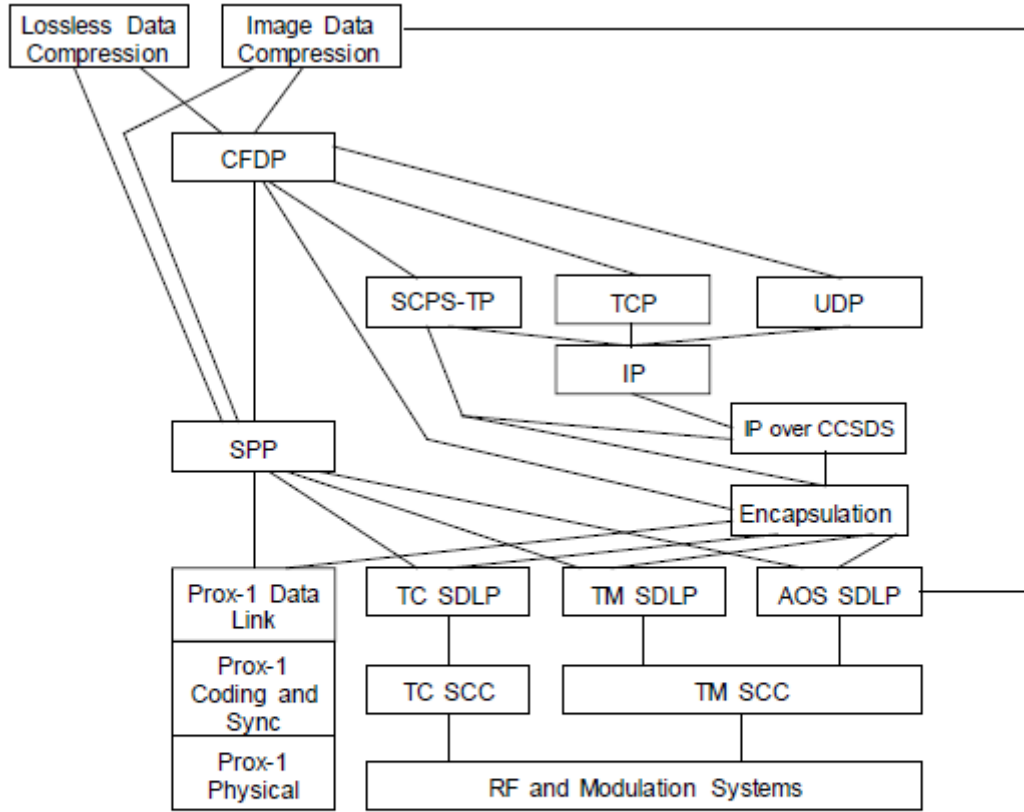 Lossless Data
Compression
Image Data
Compression
CFDP
SCPS-TP
TCP
UDP
IP
IP over CCSDS
SPP
Encapsulation
Prox-1 Data
Link
TC SDLP
TM SDLP
AOS SDLP
Prox-1
Coding and
Sync
TC SCC
TM SCC
Prox-1
Physical
RF and Modulation Systems